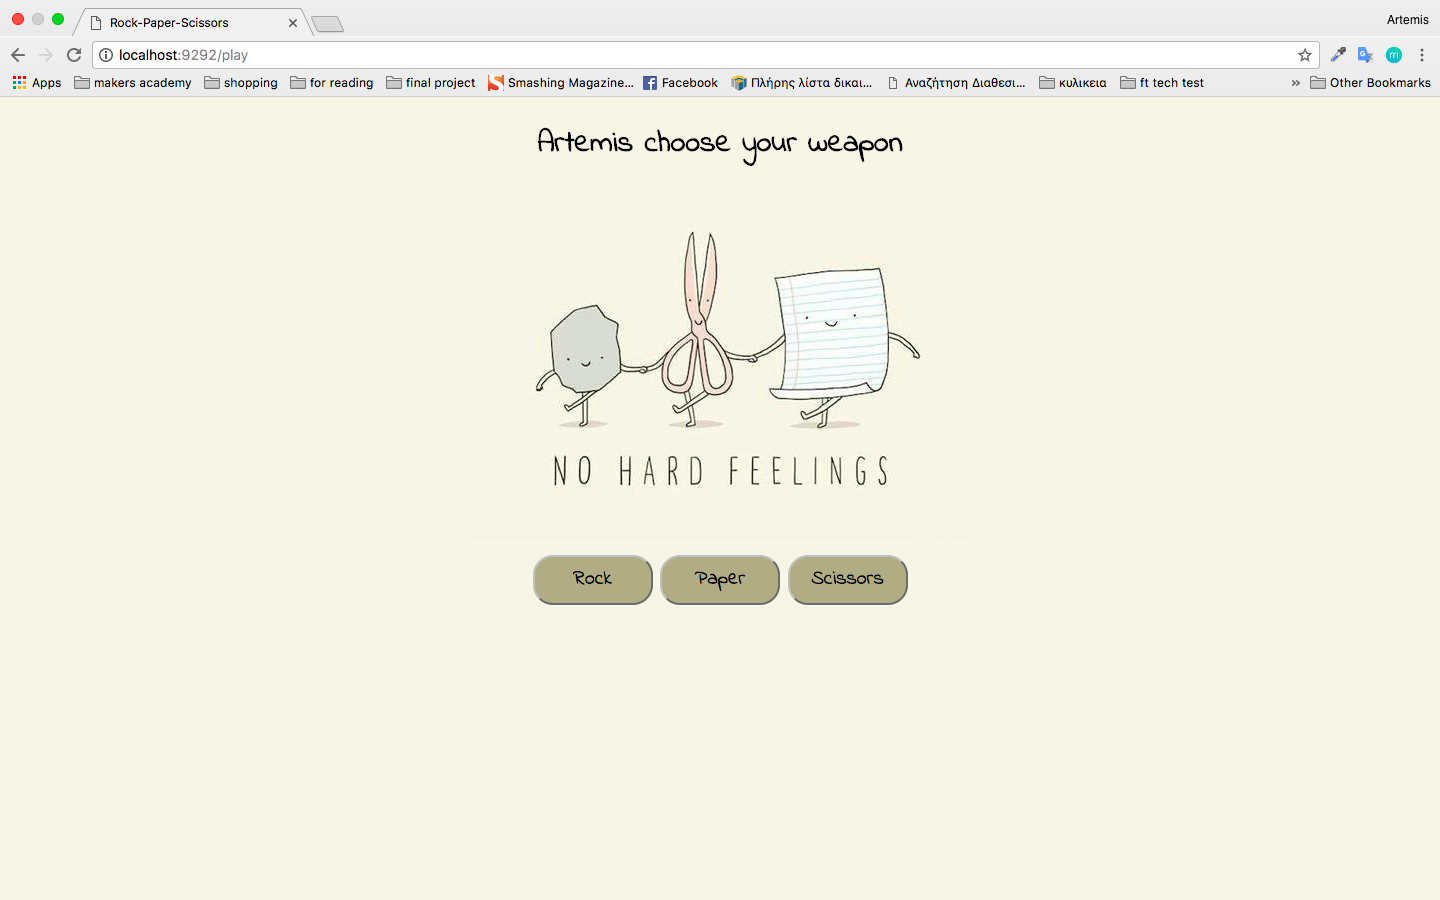 Rock-Paper-Scissors
Artemis
localhost:9292/play
m
Apps makers academy shopping for reading final project Smashing Magazine... Facebook Πλήρης λίστα δικαι... Αναζήτηση Διαθεσι... κυλικεια ft tech test » Other Bookmarks
Artemis choose your weapon
NO HARD FEELINGS
Rock Paper Scissors